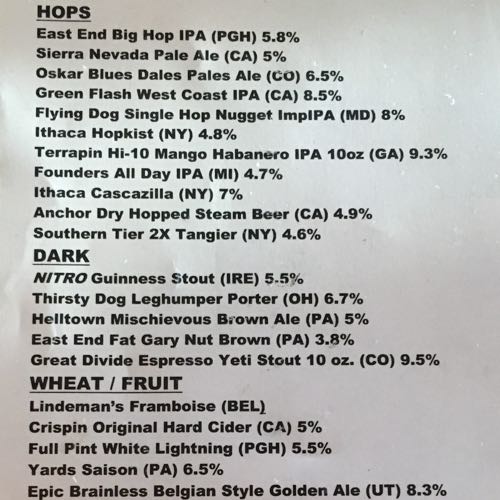 HOPS
East End Big Hop IPA (PGH) 5.8%
Sierra Nevada Pale Ale (CA) 5%
Oskar Blues Dales Pales Ale (CO) 6.5%
Green Flash West Coast IPA (CA) 8.5%
Flying Dog Single Hop Nugget ImpIPA (MD) 8%
Ithaca Hopkist (NY) 4.8%
Terrapin Hi-10 Mango Habanero IPA 10oz (GA) 9.3%
Founders All Day IPA (MI) 4.7%
Ithaca Cascazilla (NY) 7%
Anchor Dry Hopped Steam Beer (CA) 4.9%
Southern Tier 2X Tangier (NY) 4.6%
DARK
NITRO Guinness Stout (IRE) 5.5%
Thirsty Dog Leghumper Porter (OH) 6.7%
Helltown Mischievous Brown Ale (PA) 5%
East End Fat Gary Nut Brown (PA) 3.8%
Great Divide Espresso Yeti Stout 10 oz. (CO) 9.5%
WHEAT / FRUIT
Lindeman's Framboise (BEL)
Crispin Original Hard Cider (CA) 5%
Full Pint White Lightning (PGH) 5.5%
Yards Saison (PA) 6.5%
Epic Brainless Belgian Style Golden Ale (UT) 8.3%